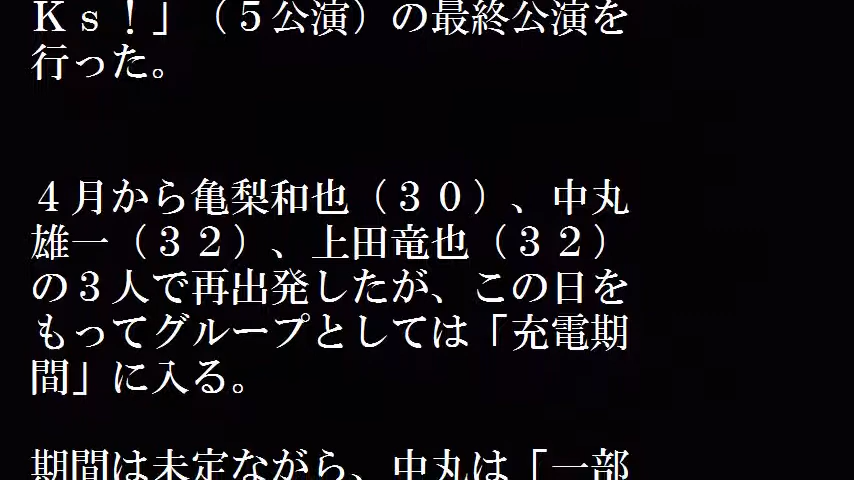 Ｋｓ！」（５公演）の最終公演を
行った。
４月から亀梨和也（３０）、中丸
雄一（３２）、上田竜也（３２）
の３人で再出発したが、この日を
もってグループとしては「充電期
間」に入る。
期間は未定ながら、中丸は「一部